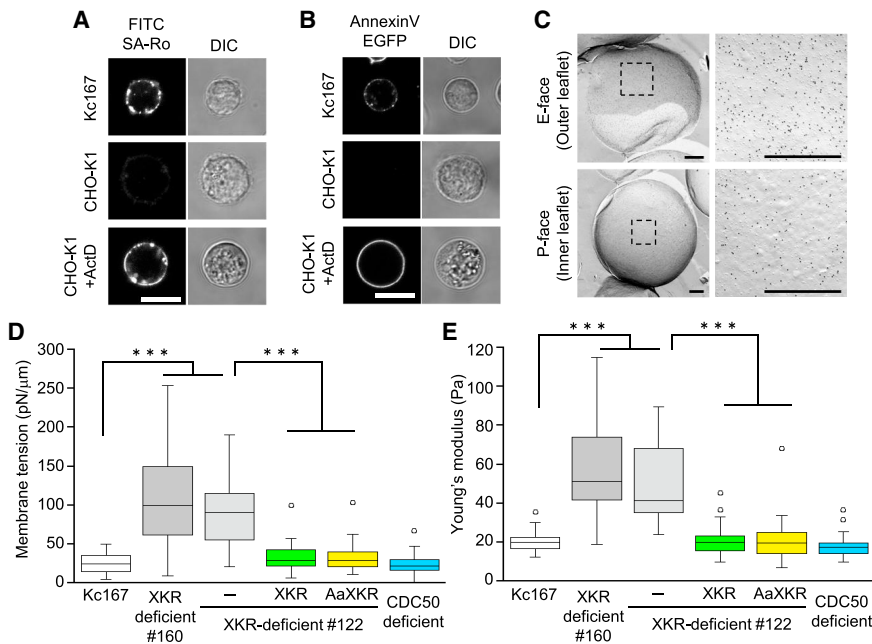 A
FITC
SA-Ro
DIC
Kc167
CHO-K1
CHO-K1
+ActD
B
AnnexinV
EGFP
DIC
Kc167
CHO-K1
CHO-K1
+ActD
C
E-face
(Outer leaflet)
P-face
(Inner leaflet)
D
Membrane tension (pN/μm)
300
250
200
150
100
50
0
***
***
Kc167
XKR
deficient
#160
–
XKR
AaXKR
CDC50
deficient
XKR-deficient #122
E
Young's modulus (Pa)
120
100
80
60
40
20
0
***
***
Kc167
XKR
deficient
#160
–
XKR
AaXKR
CDC50
deficient
XKR-deficient #122